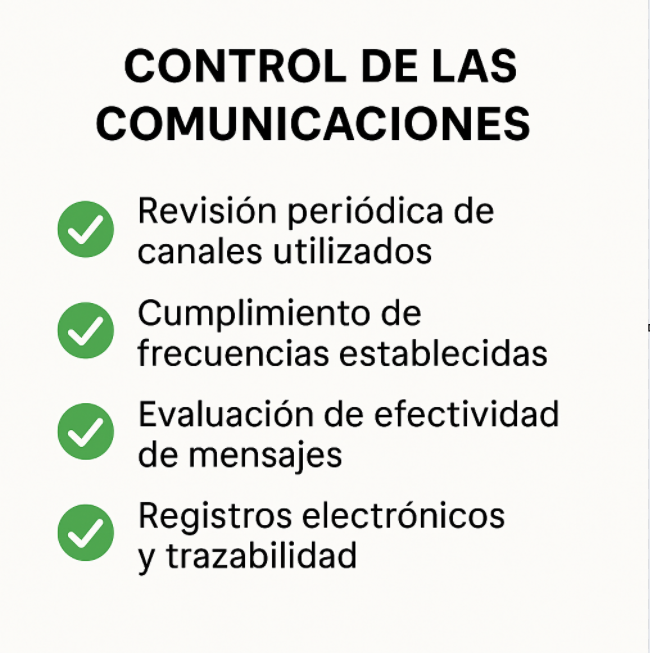 CONTROL DE LAS
COMUNICACIONES
Revisión periódica de
canales utilizados
Cumplimiento de
frecuencias establecidas
Evaluación de efectividad
de mensajes
Registros electrónicos
y trazabilidad